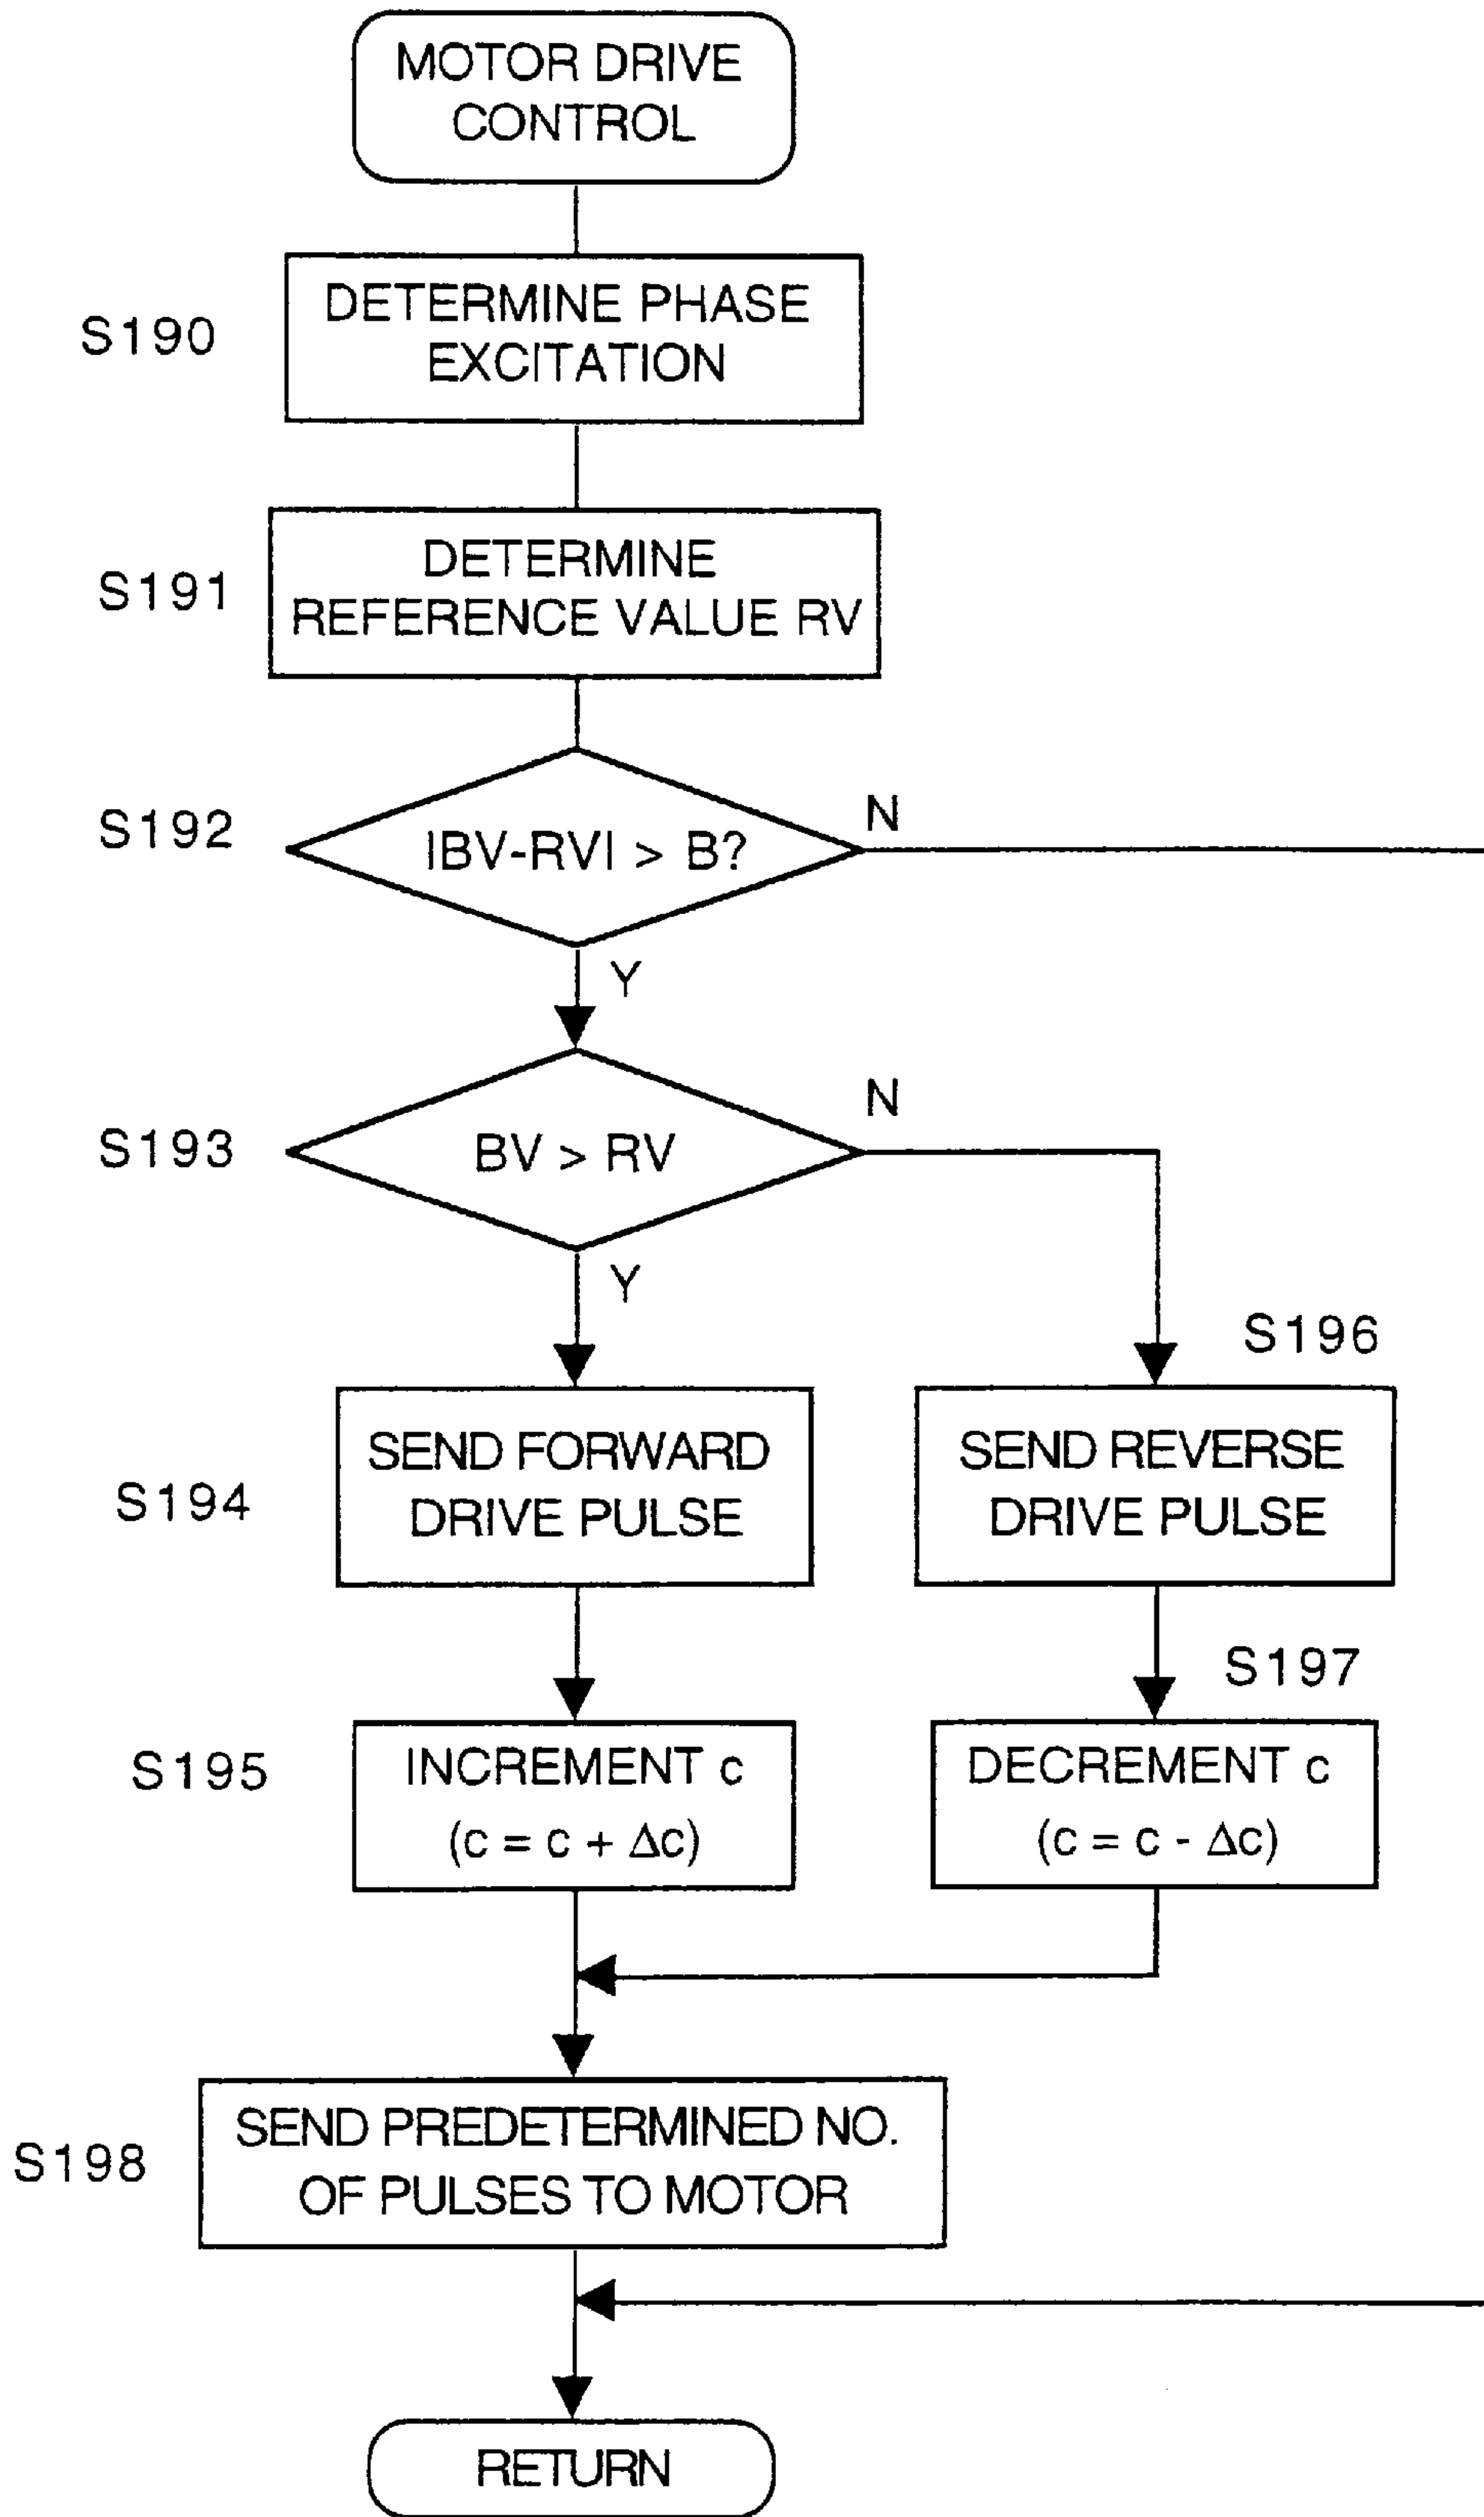 MOTOR DRIVE
CONTROL
S190
DETERMINE PHASE
EXCITATION
S191
DETERMINE
REFERENCE VALUE RV
S192
|BV-RV| > B?
N
Y
S193
BV > RV
N
Y
S194
SEND FORWARD
DRIVE PULSE
S196
SEND REVERSE
DRIVE PULSE
S195
INCREMENT c
(c = c + Δc)
S197
DECREMENT c
(c = c - Δc)
S198
SEND PREDETERMINED NO.
OF PULSES TO MOTOR
RETURN